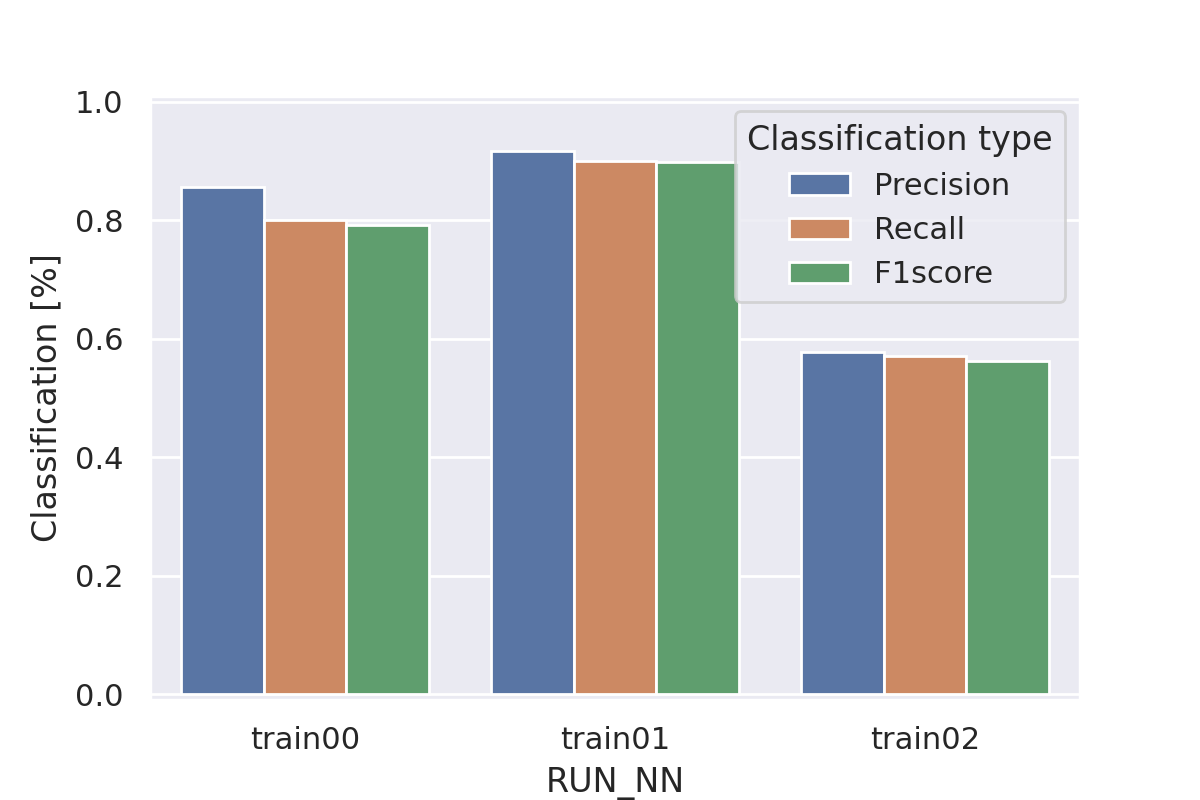 Classification type
Precision
Recall
F1score
Classification [%]
1.0
0.8
0.6
0.4
0.2
0.0
train00
train01
train02
RUN_NN